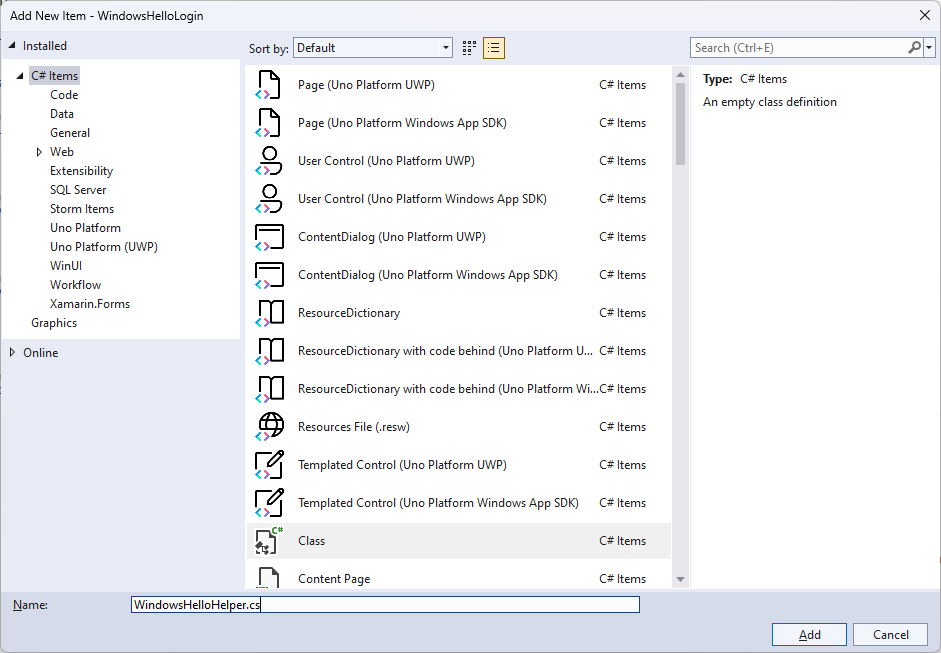 Add New Item - WindowsHelloLogin
Installed
Sort by: Default
Search (Ctrl+E)
C# Items
Code
Data
General
Web
Extensibility
SQL Server
Storm Items
Uno Platform
Uno Platform (UWP)
WinUI
Workflow
Xamarin.Forms
Graphics
Online
Page (Uno Platform UWP) C# Items
Page (Uno Platform Windows App SDK) C# Items
User Control (Uno Platform UWP) C# Items
User Control (Uno Platform Windows App SDK) C# Items
ContentDialog (Uno Platform UWP) C# Items
ContentDialog (Uno Platform Windows App SDK) C# Items
ResourceDictionary C# Items
ResourceDictionary with code behind (Uno Platform U... C# Items
ResourceDictionary with code behind (Uno Platform Wi... C# Items
Resources File (.resw) C# Items
Templated Control (Uno Platform UWP) C# Items
Templated Control (Uno Platform Windows App SDK) C# Items
C#
Class C# Items
Content Page C# Items
Type: C# Items
An empty class definition
Name: WindowsHelloHelper.cs
Add Cancel